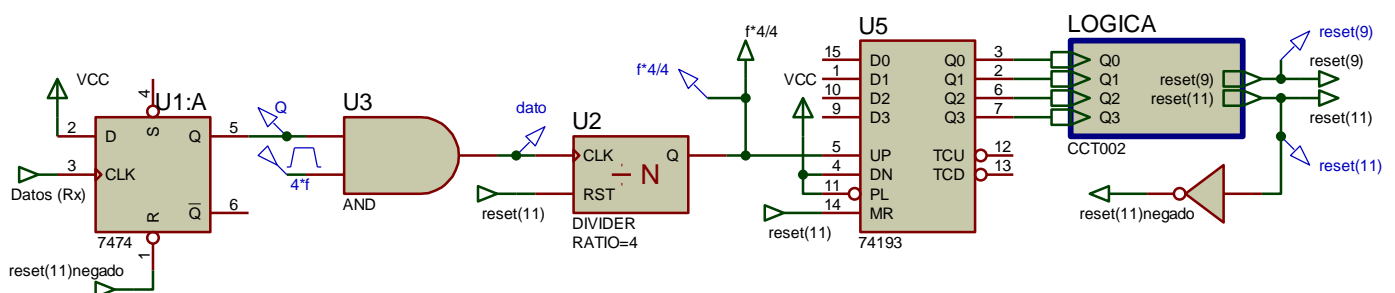 VCC
U1:A
4
2
D
S
Q
5
3
CLK
Datos (Rx)
R
Q
6
7474
1
reset(11)negado
Q
4*f
U3
AND
dato
U2
CLK
Q
N
RST
reset(11)
DIVIDER
RATIO=4
f*4/4
f*4/4
U5
VCC
15
D0
Q0
3
1
D1
Q1
2
10
D2
Q2
6
9
D3
Q3
7
5
UP
TCU
12
4
DN
TCD
13
11
PL
14
MR
reset(11)
74193
LOGICA
Q0
Q1
reset(9)
Q2
reset(11)
Q3
CCT002
reset(9)
reset(9)
reset(11)
reset(11)
reset(11)negado